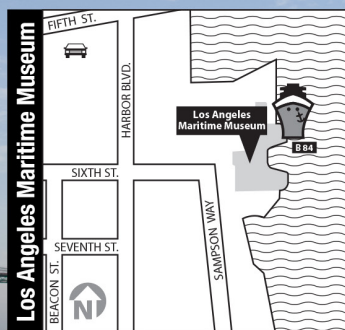 Los Angeles Maritime Museum
FIFTH ST.
HARBOR BLVD.
Los Angeles
Maritime Museum
B 84
SIXTH ST.
SAMPSON WAY
SEVENTH ST.
BEACON ST.
N